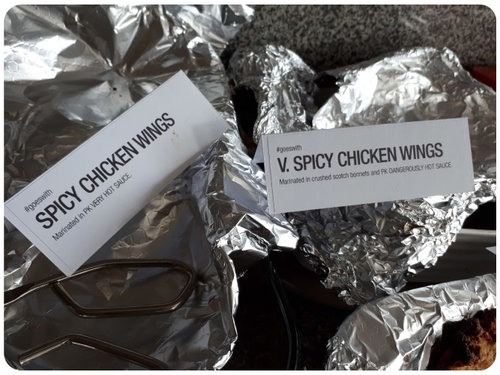 #goeswith
SPICY CHICKEN WINGS
Marinated in PK VERY HOT SAUCE.
#goeswith
V. SPICY CHICKEN WINGS
Marinated in crushed scotch bonnets and PK DANGEROUSLY HOT SAUCE.